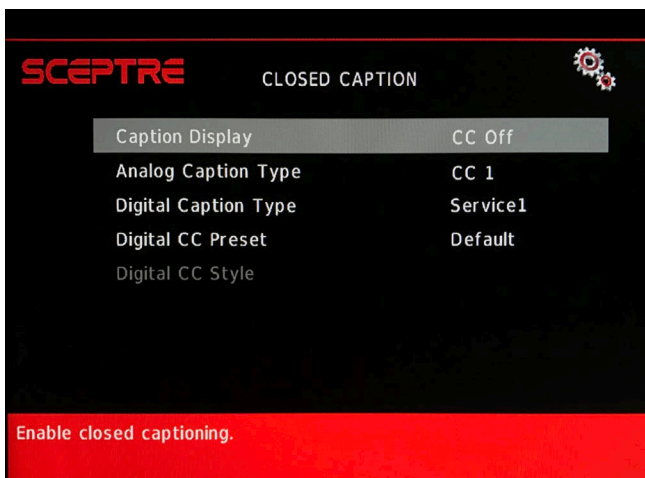 SCEPTRE CLOSED CAPTION
Caption Display CC Off
Analog Caption Type CC 1
Digital Caption Type Service1
Digital CC Preset Default
Digital CC Style
Enable closed captioning.